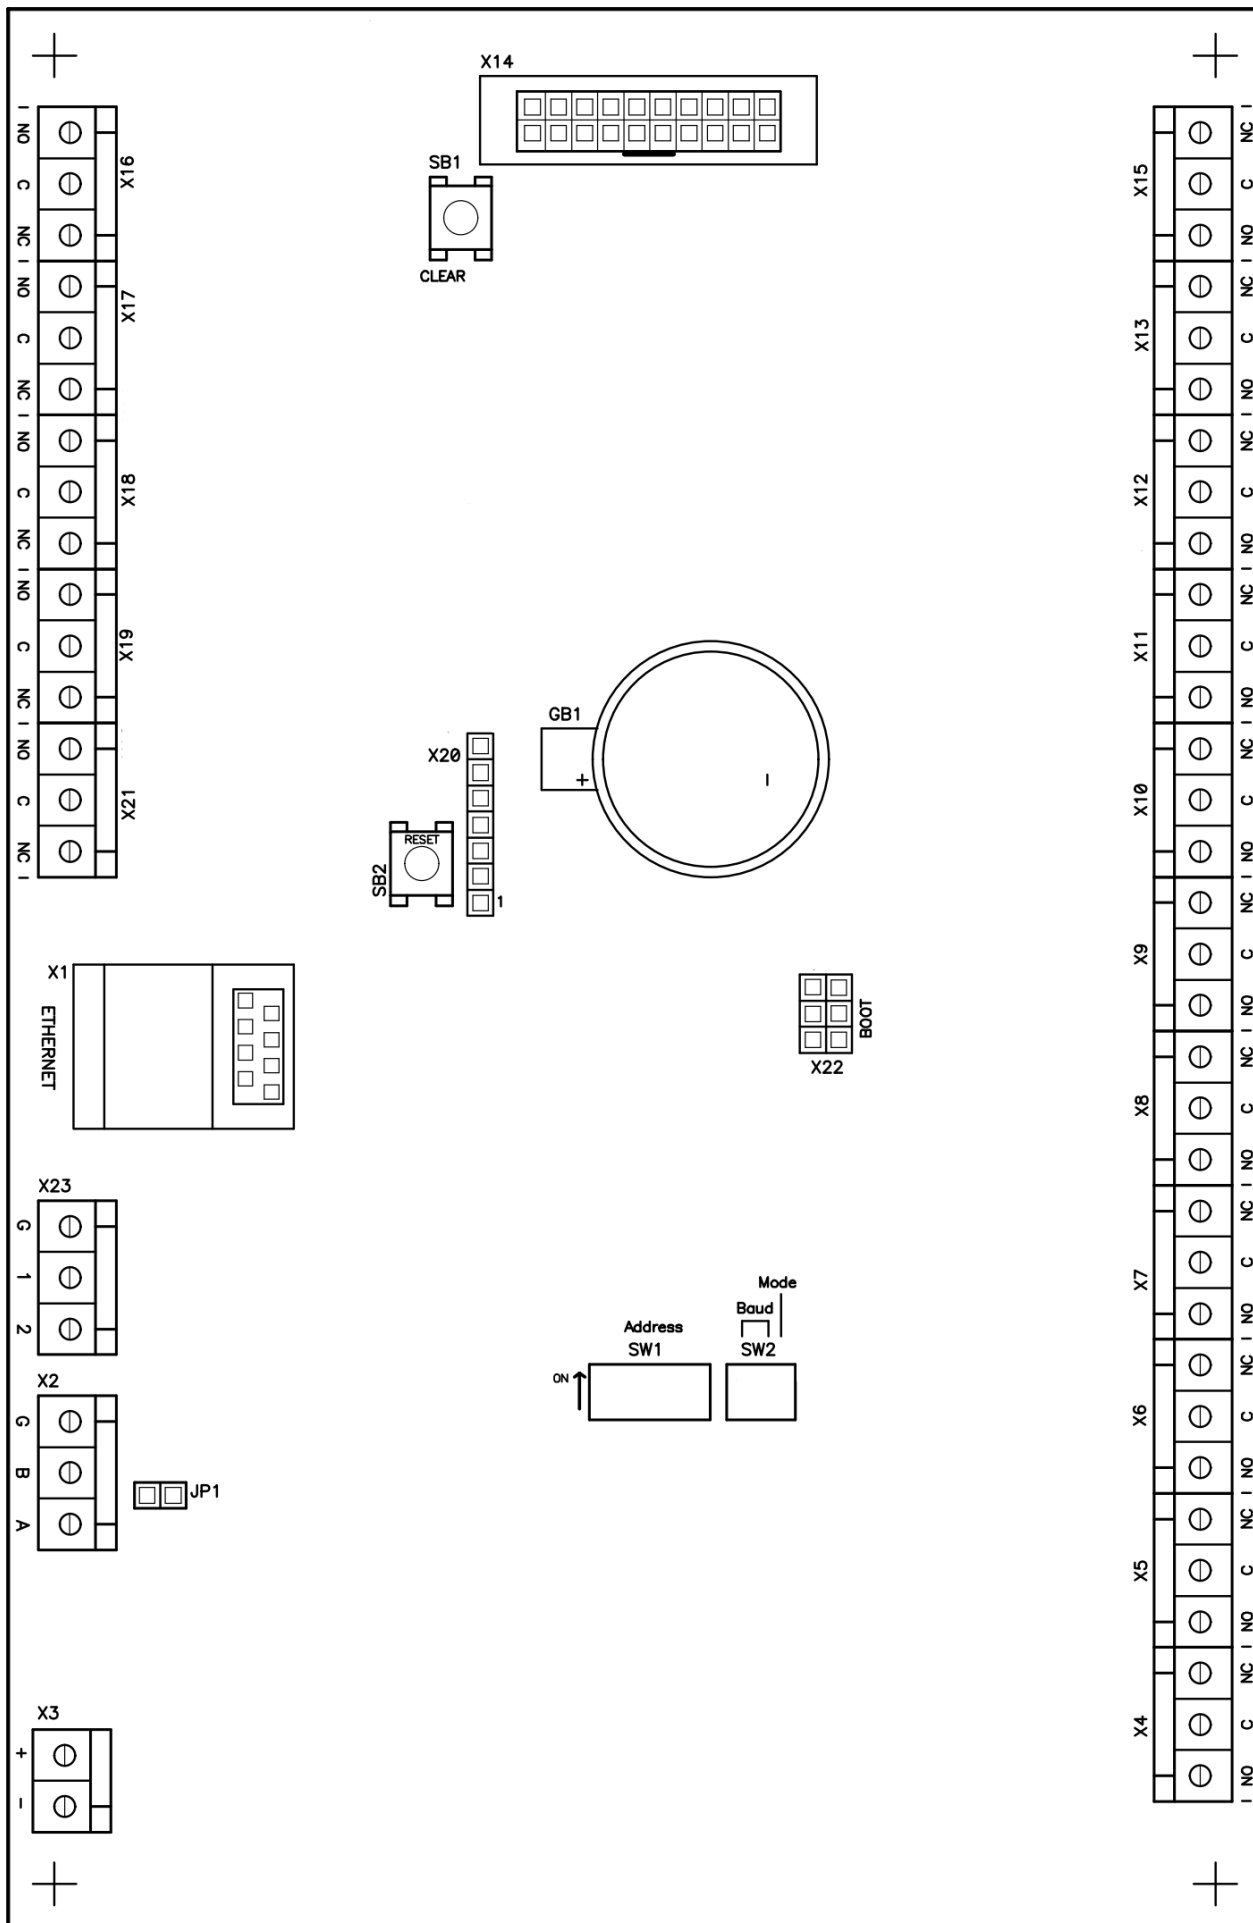 X14
SB1
CLEAR
NO
C
NC
X16
NO
C
NC
X17
NO
C
NC
X18
NO
C
NC
X19
NO
C
NC
X21
X15
NC
C
NO
X13
NC
C
NO
X12
NC
C
NO
X11
NC
C
NO
X10
NC
C
NO
X9
NC
C
NO
X8
NC
C
NO
X7
NC
C
NO
X6
NC
C
NO
X5
NC
C
NO
X4
NC
C
NO
GB1
+ −
X20
RESET
SB2
1
X1
ETHERNET
BOOT
X22
X23
G
1
2
Mode
Baud
Address
SW1 SW2
ON
X2
G
B
A
JP1
X3
+
−